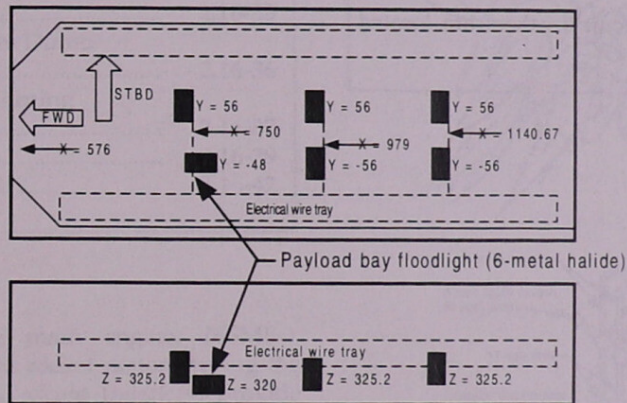 STBD
FWD
X = 576
Y = 56
Y = 56
Y = 56
X = 750
X = 979
X = 1140.67
Y = -48
Y = -56
Y = -56
Electrical wire tray
Payload bay floodlight (6-metal halide)
Electrical wire tray
Z = 325.2
Z = 320
Z = 325.2
Z = 325.2